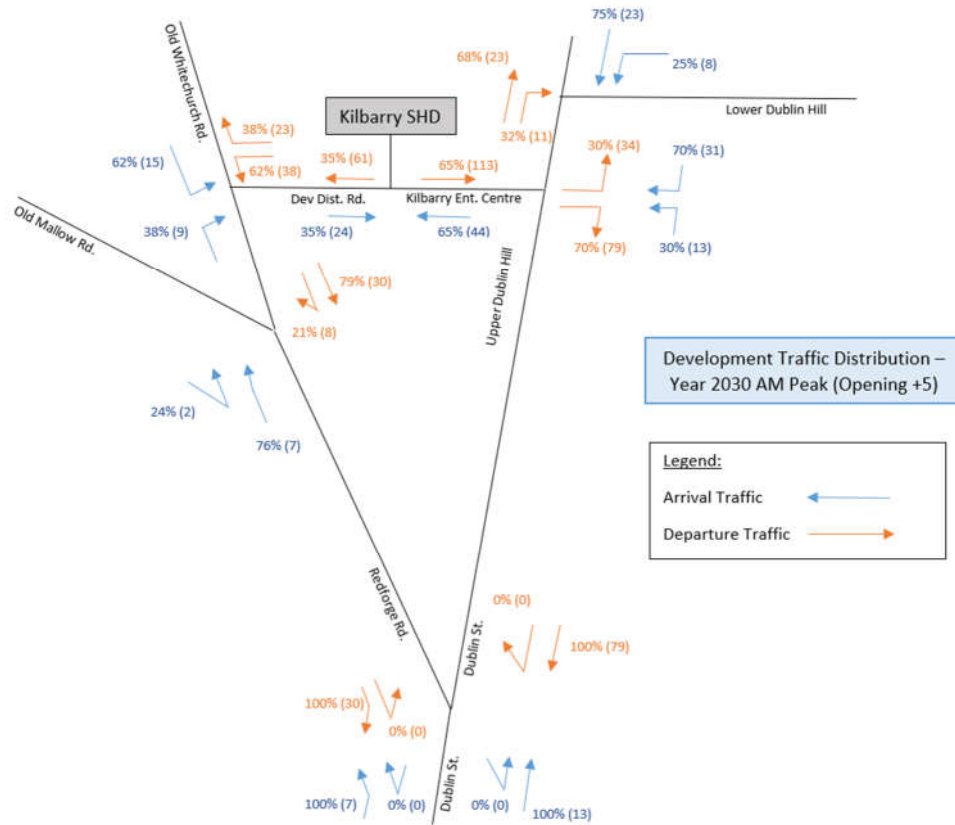 75% (23)
68% (23)
25% (8)
Old Whitechurch Rd.
Lower Dublin Hill
Kilbarry SHD
38% (23)
32% (11)
62% (15)
62% (38)
35% (61)
65% (113)
30% (34)
70% (31)
Dev Dist. Rd.
Kilbarry Ent. Centre
Old Mallow Rd.
38% (9)
35% (24)
65% (44)
70% (79)
30% (13)
79% (30)
Upper Dublin Hill
21% (8)
Development Traffic Distribution –
Year 2030 AM Peak (Opening +5)
24% (2)
76% (7)
Legend:
Arrival Traffic
Departure Traffic
Redforge Rd.
0% (0)
Dublin St.
100% (79)
100% (30)
0% (0)
Dublin St.
100% (7)
0% (0)
0% (0)
100% (13)